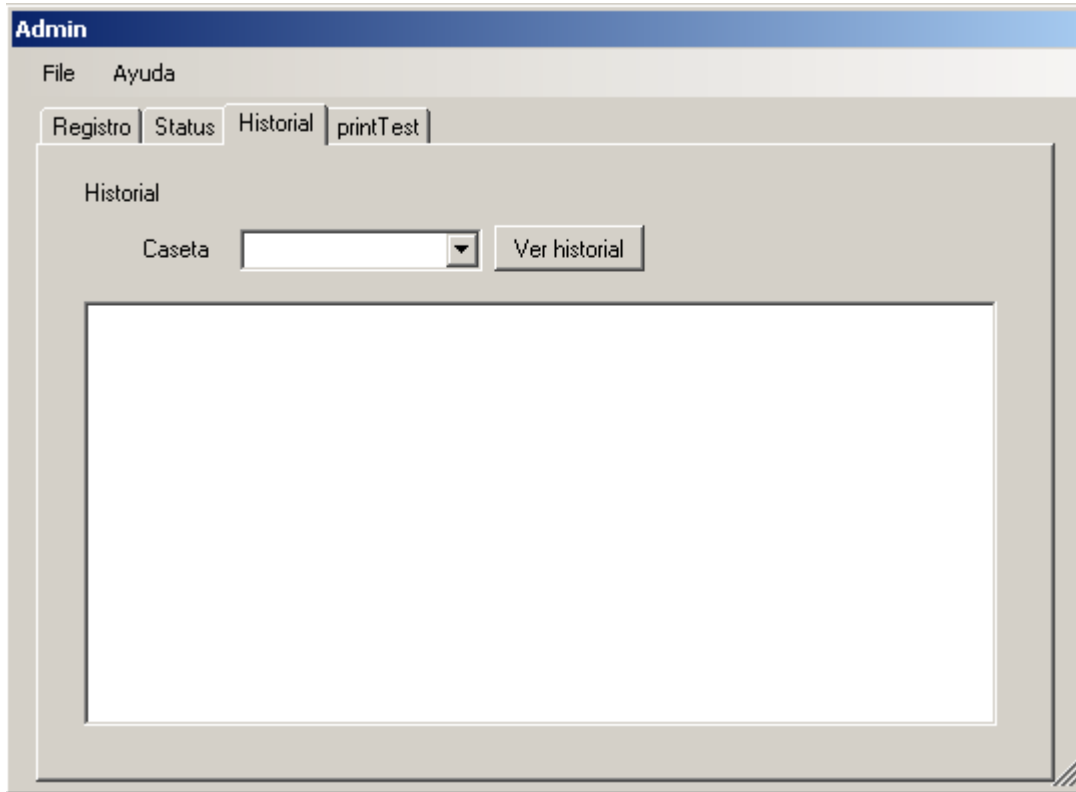 Admin
File Ayuda
Registro Status Historial printTest
Historial
Caseta Ver historial